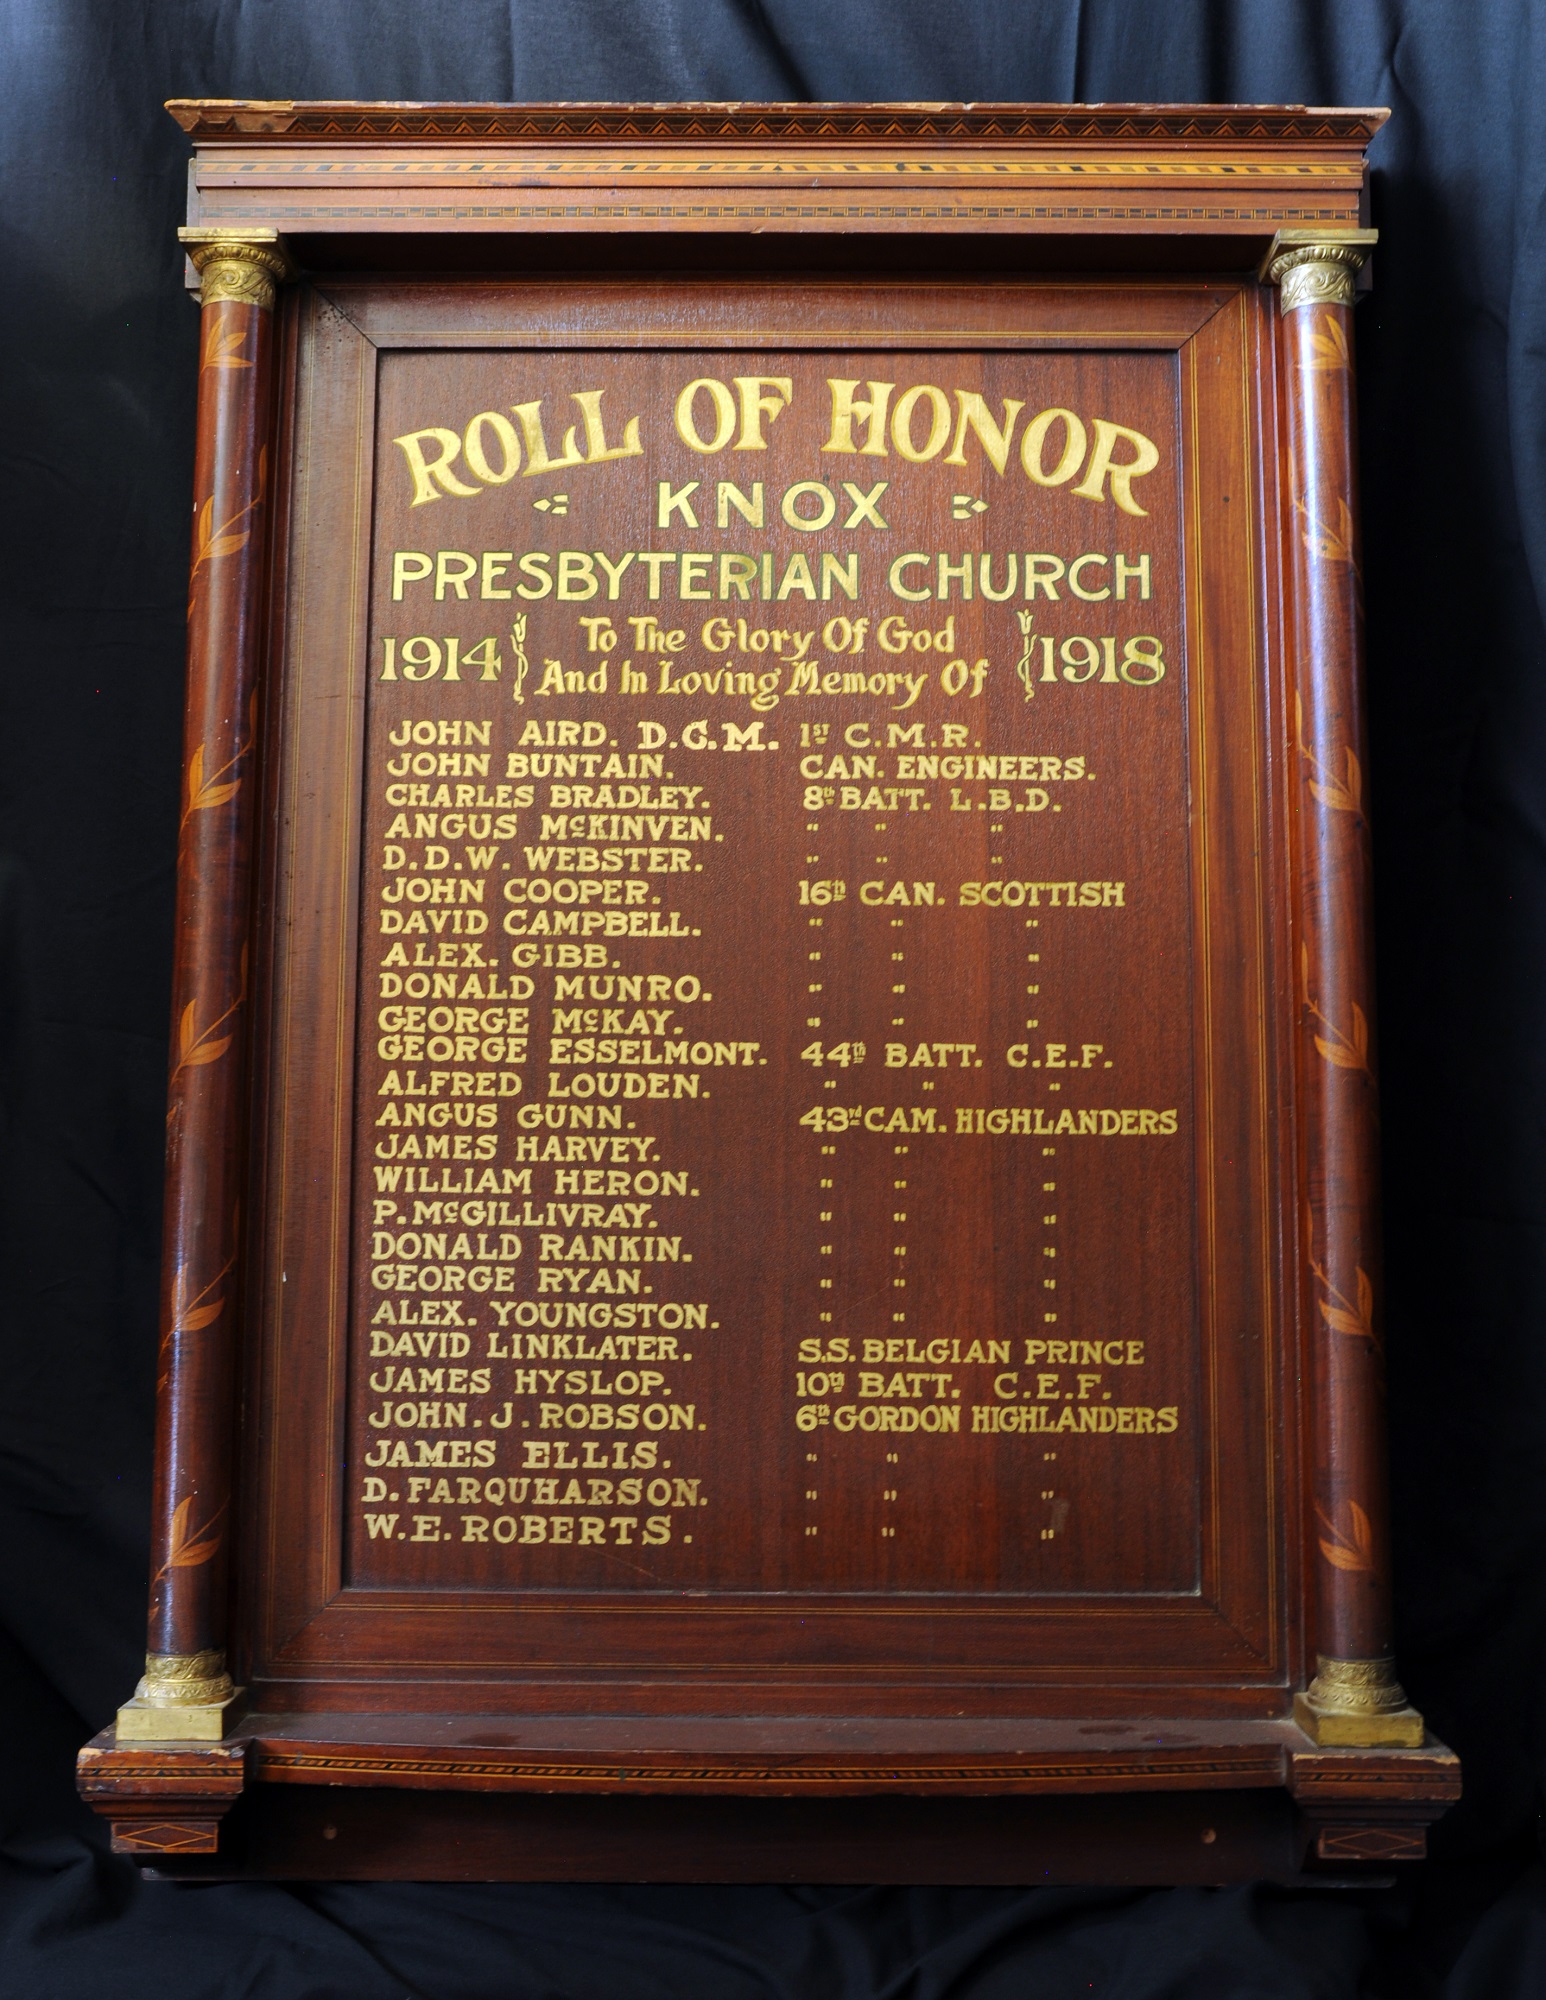 ROLL OF HONOR
KNOX
PRESBYTERIAN CHURCH
1914 To The Glory Of God 1918
And In Loving Memory Of
JOHN AIRD. D.C.M. 1ST C.M.R.
JOHN BUNTAIN. CAN. ENGINEERS.
CHARLES BRADLEY. 8th BATT. L.B.D.
ANGUS McKINVEN. " " "
D.D.W. WEBSTER. " " "
JOHN COOPER. 16th CAN. SCOTTISH
DAVID CAMPBELL. " " "
ALEX. GIBB. " " "
DONALD MUNRO. " " "
GEORGE McKAY. " " "
GEORGE ESSELMONT. 44th BATT. C.E.F.
ALFRED LOUDEN. " " "
ANGUS GUNN. 43rd CAM. HIGHLANDERS
JAMES HARVEY. " " "
WILLIAM HERON. " " "
P. McGILLIVRAY. " " "
DONALD RANKIN. " " "
GEORGE RYAN. " " "
ALEX. YOUNGSTON. " " "
DAVID LINKLATER. S.S. BELGIAN PRINCE
JAMES HYSLOP. 10th BATT. C.E.F.
JOHN. J. ROBSON. 6th GORDON HIGHLANDERS
JAMES ELLIS. " " "
D. FARQUHARSON. " " "
W.E. ROBERTS. " " "